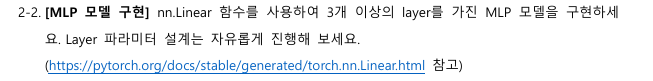 2-2. [MLP 모델 구현] nn.Linear 함수를 사용하여 3개 이상의 layer를 가진 MLP 모델을 구현하세
요. Layer 파라미터 설계는 자유롭게 진행해 보세요.
(https://pytorch.org/docs/stable/generated/torch.nn.Linear.html 참고)